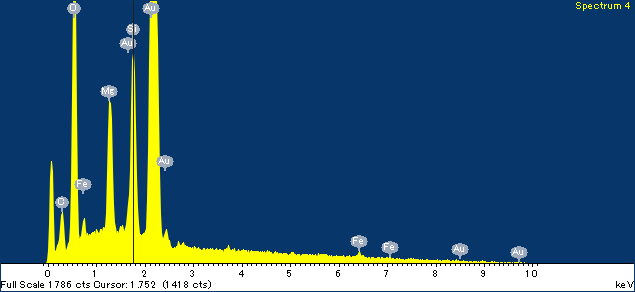 Spectrum 4
O Si Au
Au
Mg
Au
Fe
O
Fe Fe Au Au
0 1 2 3 4 5 6 7 8 9 10
Full Scale 1786 cts Cursor: 1.752 (1418 cts) keV